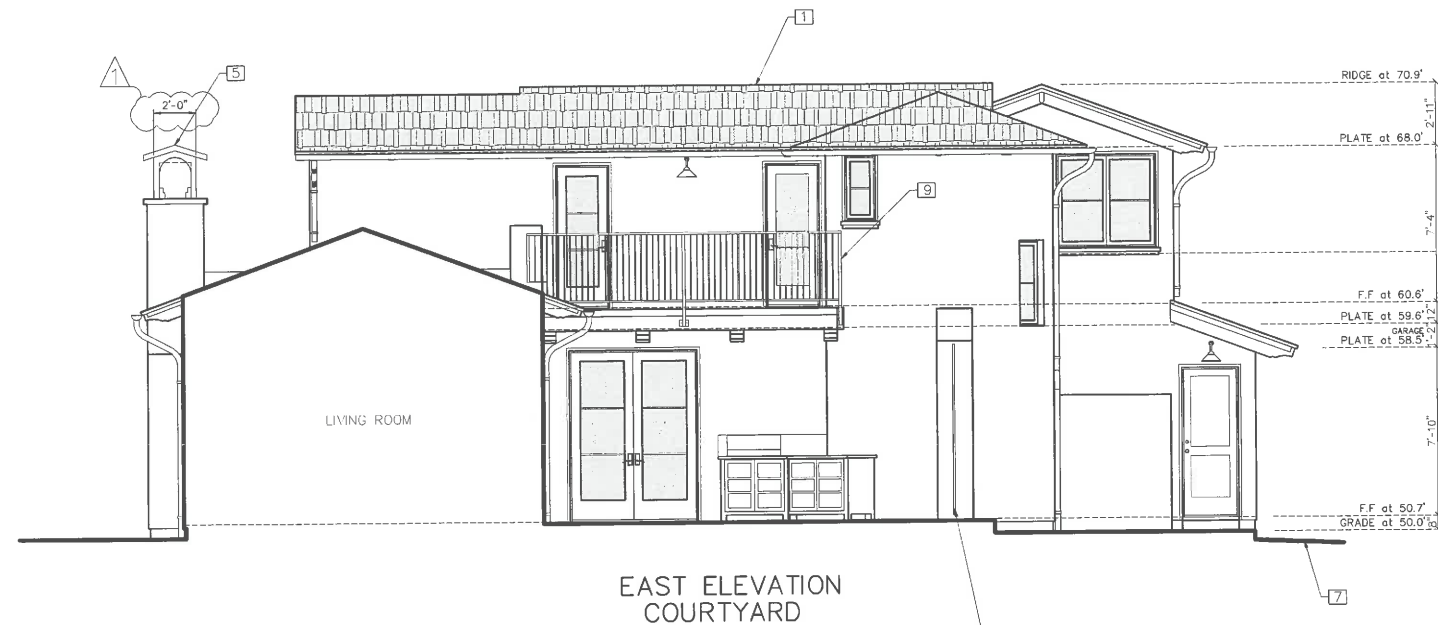 1
1
5
2'-0"
RIDGE at 70.9'
2'-11"
PLATE at 68.0'
9
7'-4"
F.F at 60.6'
PLATE at 59.6'
GARAGE
PLATE at 58.5'
LIVING ROOM
7'-10"
F.F at 50.7'
GRADE at 50.0'
8"
EAST ELEVATION
COURTYARD
7